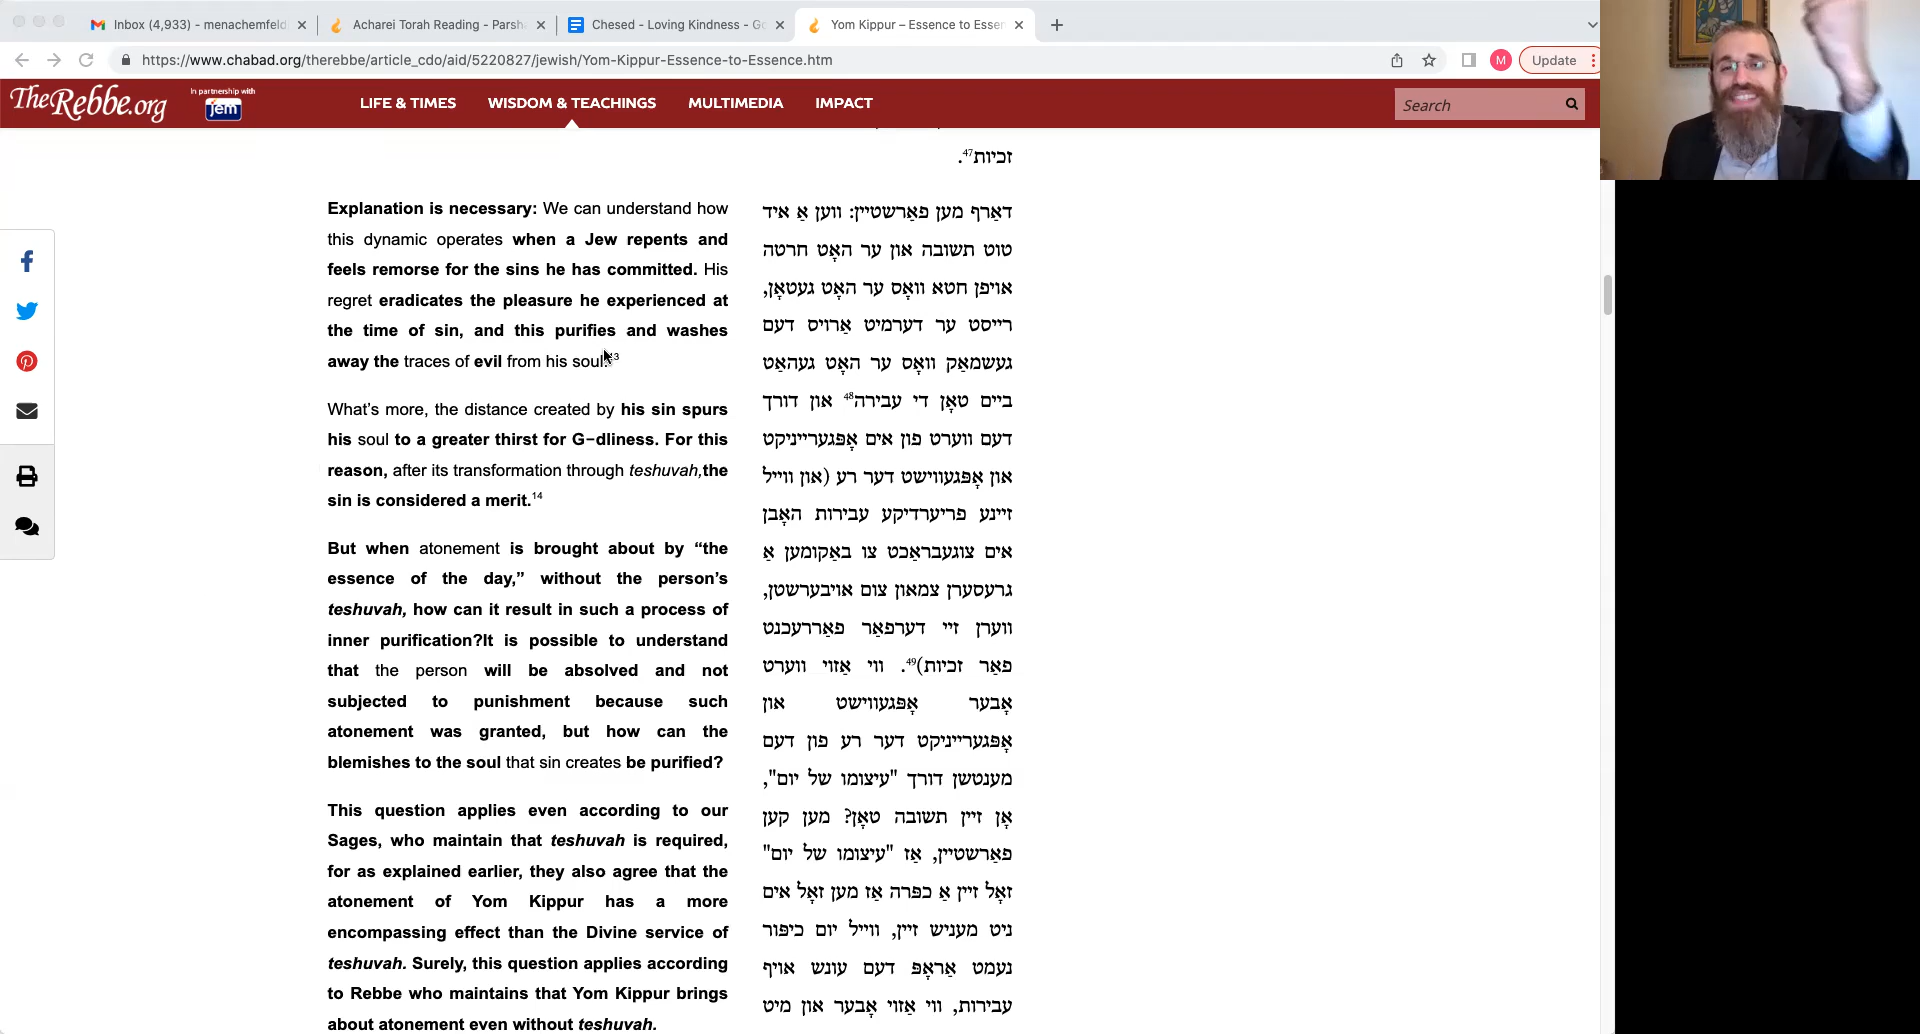 Inbox (4,933) - menachemfeld
Acharei Torah Reading - Parsh
Chesed - Loving Kindness - Go
Yom Kippur – Essence to Essen
https://www.chabad.org/therebbe/article_cdo/aid/5220827/jewish/Yom-Kippur-Essence-to-Essence.htm
M
Update
TheRebbe.org
In partnership with
jem
LIFE & TIMES
WISDOM & TEACHINGS
MULTIMEDIA
IMPACT
Search
Explanation is necessary: We can understand how
this dynamic operates when a Jew repents and
feels remorse for the sins he has committed. His
regret eradicates the pleasure he experienced at
the time of sin, and this purifies and washes
away the traces of evil from his soul.13
What's more, the distance created by his sin spurs
his soul to a greater thirst for G–dliness. For this
reason, after its transformation through teshuvah,the
sin is considered a merit.14
But when atonement is brought about by “the
essence of the day,” without the person’s
teshuvah, how can it result in such a process of
inner purification?It is possible to understand
that the person will be absolved and not
subjected to punishment because such
atonement was granted, but how can the
blemishes to the soul that sin creates be purified?
This question applies even according to our
Sages, who maintain that teshuvah is required,
for as explained earlier, they also agree that the
atonement of Yom Kippur has a more
encompassing effect than the Divine service of
teshuvah. Surely, this question applies according
to Rebbe who maintains that Yom Kippur brings
about atonement even without teshuvah.
זכיות47.
דאַרף מען פאַרשטיין: ווען אַ איד
טוט תשובה און ער האָט חרטה
אויפן חטא וואָס ער האָט געטאָן,
רייסט ער דערמיט אַרויס דעם
געשמאַק וואָס ער האָט געהאַט
ביים טאָן די עבירה48 און דורך
דעם ווערט פון אים אָפּגערייניקט
און אָפּגעווישט דער רע (און ווייל
זיינע פריערדיקע עבירות האָבן
אים צוגעבראַכט צו באַקומען אַ
גרעסערן צמאון צום אויבערשטן,
ווערן זיי דערפאַר פאַררעכנט
פאַר זכיות)49. ווי אַזוי ווערט
אָבער אָפּגעווישט און
אָפּגערייניקט דער רע פון דעם
מענטשן דורך "עיצומו של יום",
אָן זיין תשובה טאָן? מען קען
פאַרשטיין, אַז "עיצומו של יום"
זאָל זיין אַ כפּרה אַז מען זאָל אים
ניט מעניש זיין, ווייל יום כיפּור
נעמט אַראָפּ דעם עונש אויף
עבירות, ווי אַזוי אָבער און מיט